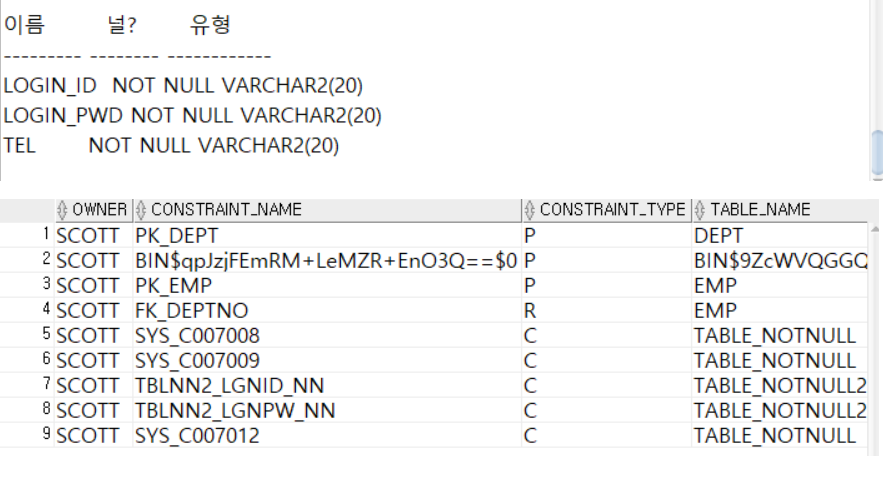 이름 널? 유형
--------- -------- ------------
LOGIN_ID NOT NULL VARCHAR2(20)
LOGIN_PWD NOT NULL VARCHAR2(20)
TEL NOT NULL VARCHAR2(20)
OWNER CONSTRAINT_NAME CONSTRAINT_TYPE TABLE_NAME
1 SCOTT PK_DEPT P DEPT
2 SCOTT BIN$qpJzjFEmRM+LeMZR+EnO3Q==$0 P BIN$9ZcWVQGGQ
3 SCOTT PK_EMP P EMP
4 SCOTT FK_DEPTNO R EMP
5 SCOTT SYS_C007008 C TABLE_NOTNULL
6 SCOTT SYS_C007009 C TABLE_NOTNULL
7 SCOTT TBLNN2_LGNID_NN C TABLE_NOTNULL2
8 SCOTT TBLNN2_LGNPW_NN C TABLE_NOTNULL2
9 SCOTT SYS_C007012 C TABLE_NOTNULL